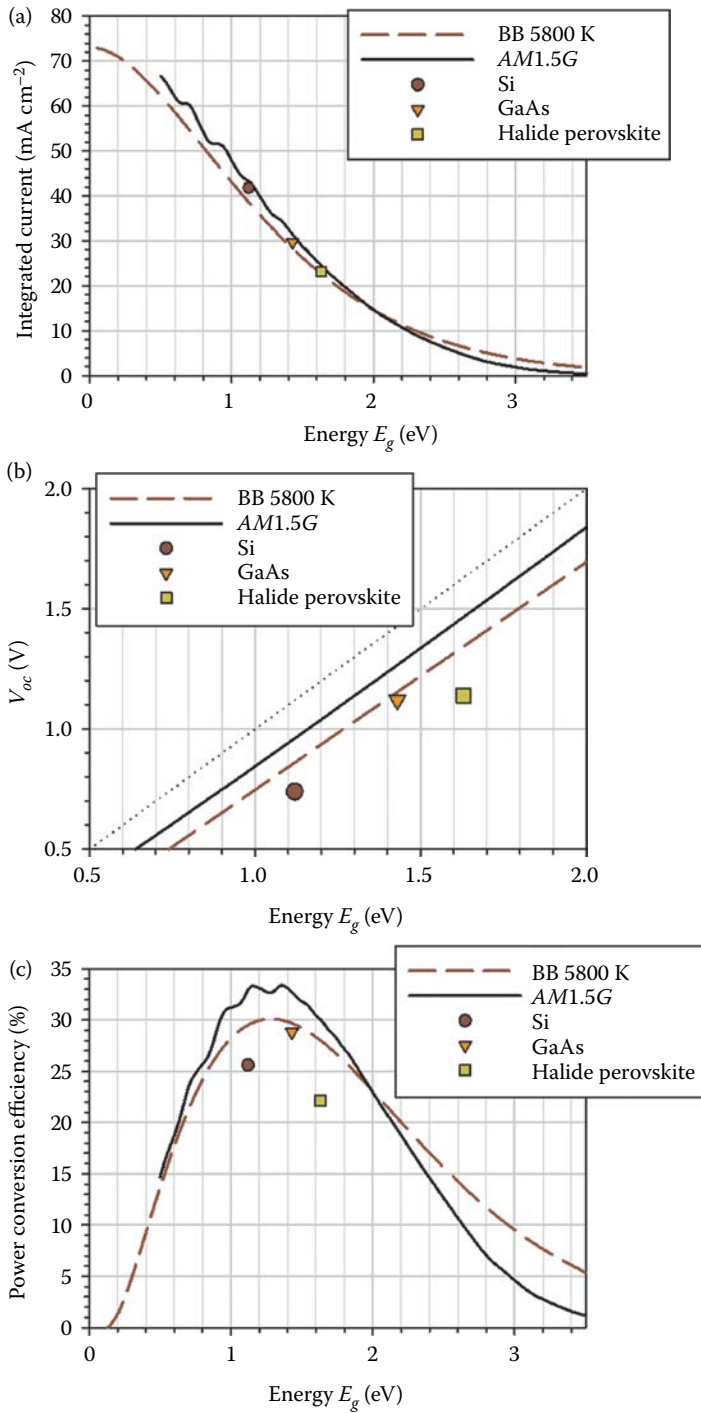 (a)
80
70
60
50
40
30
20
10
0
Integrated current (mA cm−2)
BB 5800 K
AM1.5G
Si
GaAs
Halide perovskite
0 1 2 3
Energy Eg (eV)
(b)
2.0
1.5
1.0
0.5
Voc (V)
BB 5800 K
AM1.5G
Si
GaAs
Halide perovskite
0.5 1.0 1.5 2.0
Energy Eg (eV)
(c)
35
30
25
20
15
10
5
0
Power conversion efficiency (%)
BB 5800 K
AM1.5G
Si
GaAs
Halide perovskite
0 1 2 3
Energy Eg (eV)